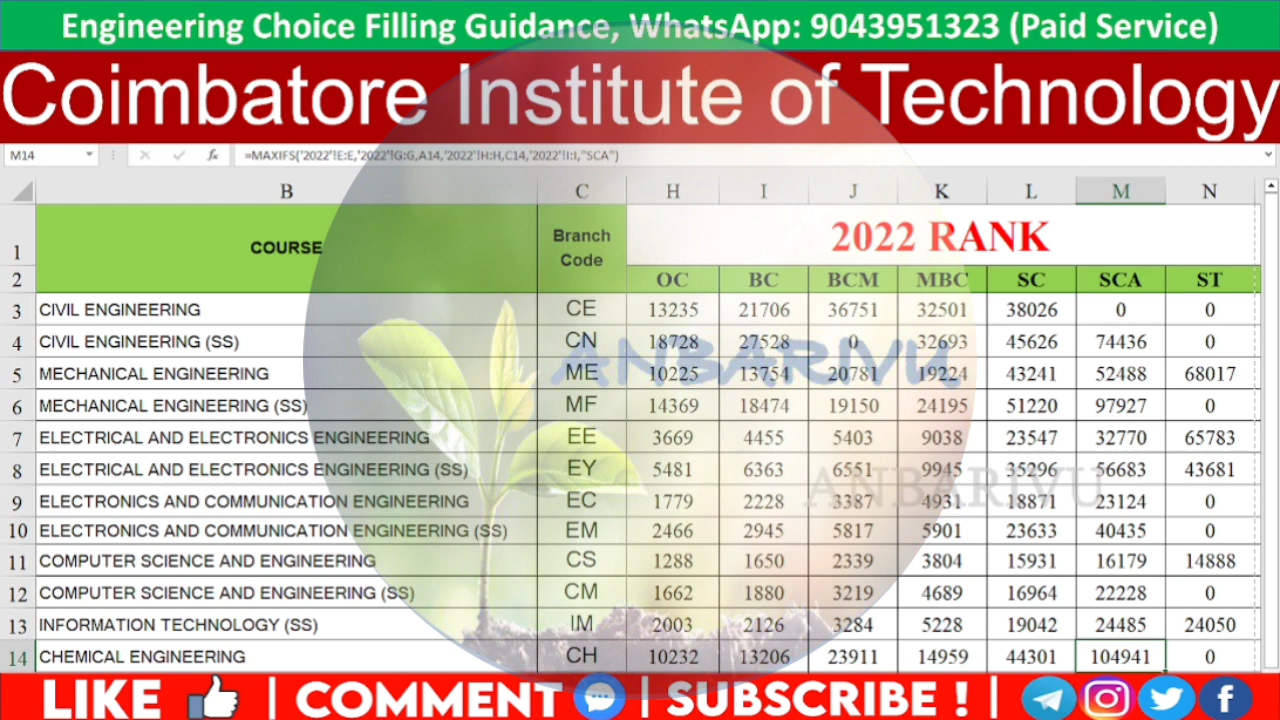 Engineering Choice Filling Guidance, WhatsApp: 9043951323 (Paid Service)
Coimbatore Institute of Technology
M14 fx =MAXIFS('2022'!E:E,'2022'!G:G,A14,'2022'!H:H,C14,'2022'!I:I,"SCA")
B C H I J K L M N
1 COURSE Branch Code 2022 RANK
2 OC BC BCM MBC SC SCA ST
3 CIVIL ENGINEERING CE 13235 21706 36751 32501 38026 0 0
4 CIVIL ENGINEERING (SS) CN 18728 27528 0 32693 45626 74436 0
ANBARIVU
5 MECHANICAL ENGINEERING ME 10225 13754 20781 19224 43241 52488 68017
6 MECHANICAL ENGINEERING (SS) MF 14369 18474 19150 24195 51220 97927 0
7 ELECTRICAL AND ELECTRONICS ENGINEERING EE 3669 4455 5403 9038 23547 32770 65783
8 ELECTRICAL AND ELECTRONICS ENGINEERING (SS) EY 5481 6363 6551 9945 35296 56683 43681
ANBARIVU
9 ELECTRONICS AND COMMUNICATION ENGINEERING EC 1779 2228 3387 4931 18871 23124 0
10 ELECTRONICS AND COMMUNICATION ENGINEERING (SS) EM 2466 2945 5817 5901 23633 40435 0
11 COMPUTER SCIENCE AND ENGINEERING CS 1288 1650 2339 3804 15931 16179 14888
12 COMPUTER SCIENCE AND ENGINEERING (SS) CM 1662 1880 3219 4689 16964 22228 0
13 INFORMATION TECHNOLOGY (SS) IM 2003 2126 3284 5228 19042 24485 24050
14 CHEMICAL ENGINEERING CH 10232 13206 23911 14959 44301 104941 0
LIKE | COMMENT | SUBSCRIBE ! |